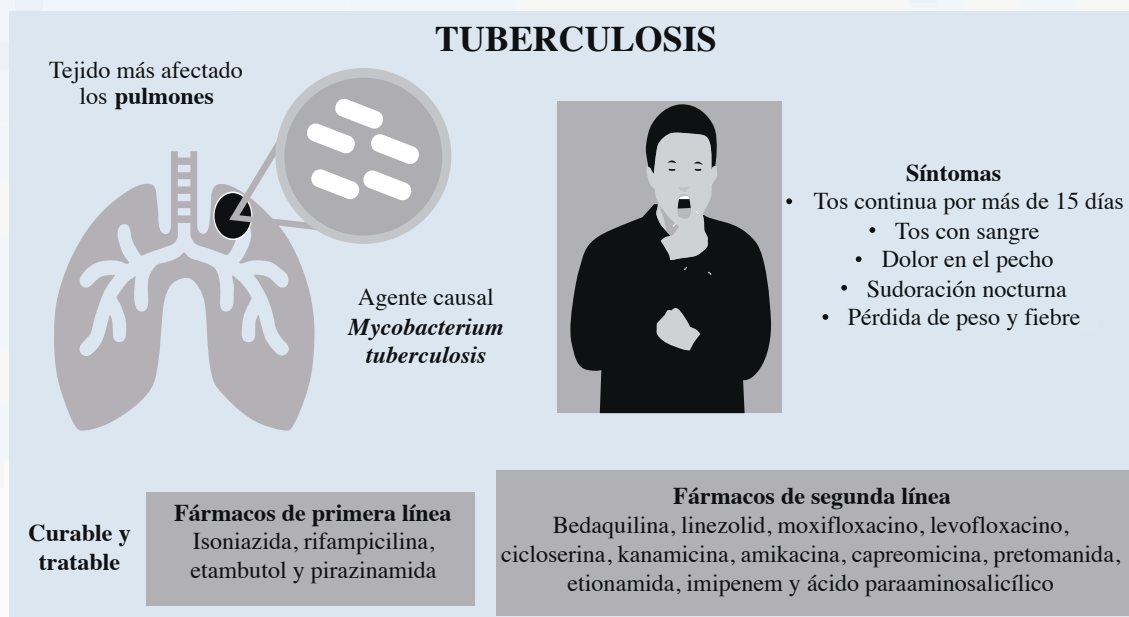 TUBERCULOSIS
Tejido más afectado
los pulmones
Agente causal
Mycobacterium
tuberculosis
Síntomas
• Tos continua por más de 15 días
• Tos con sangre
• Dolor en el pecho
• Sudoración nocturna
• Pérdida de peso y fiebre
Curable y
tratable
Fármacos de primera línea
Isoniazida, rifampicilina,
etambutol y pirazinamida
Fármacos de segunda línea
Bedaquilina, linezolid, moxifloxacino, levofloxacino,
cicloserina, kanamicina, amikacina, capreomicina, pretomanida,
etionamida, imipenem y ácido paraaminosalicílico